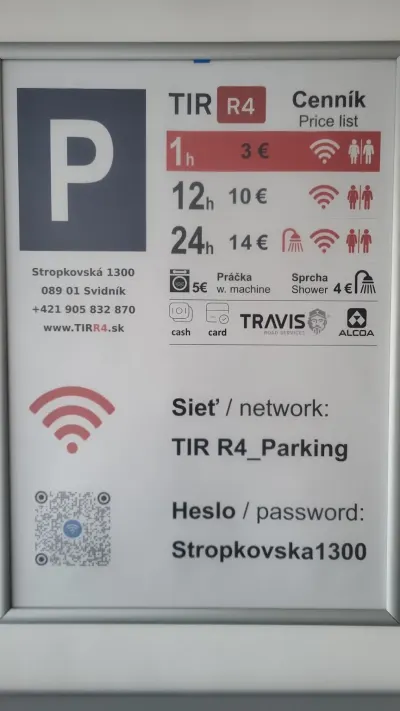 P
TIR R4
Cenník
Price list
1h 3 €
12h 10 €
24h 14 €
5€ Práčka
w. machine
Sprcha
Shower 4€
cash
card
TRAVIS
ROAD SERVICES
ALCOA
Stropkovská 1300
089 01 Svidník
+421 905 832 870
www.TIRR4.sk
Sieť / network:
TIR R4_Parking
Heslo / password:
Stropkovska1300